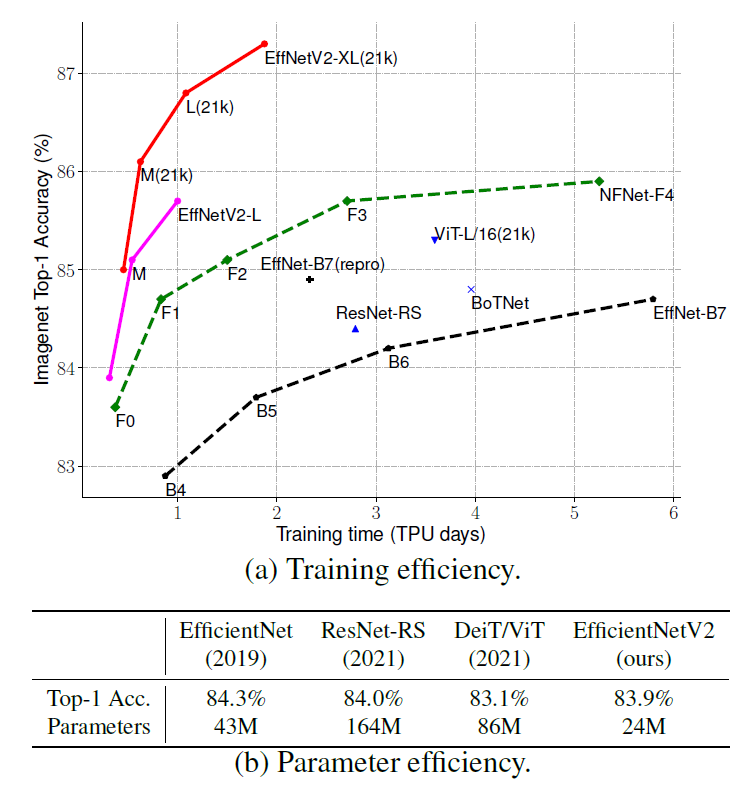 Imagenet Top-1 Accuracy (%)
87
86
85
84
83
EffNetV2-XL(21k)
L(21k)
M(21k)
EffNetV2-L
M
NFNet-F4
F3
F2
F1
F0
ViT-L/16(21k)
EffNet-B7(repro)
BoTNet
ResNet-RS
EffNet-B7
B6
B5
B4
1 2 3 4 5 6
Training time (TPU days)
(a) Training efficiency.
EfficientNet ResNet-RS DeiT/ViT EfficientNetV2
(2019) (2021) (2021) (ours)
Top-1 Acc. 84.3% 84.0% 83.1% 83.9%
Parameters 43M 164M 86M 24M
(b) Parameter efficiency.